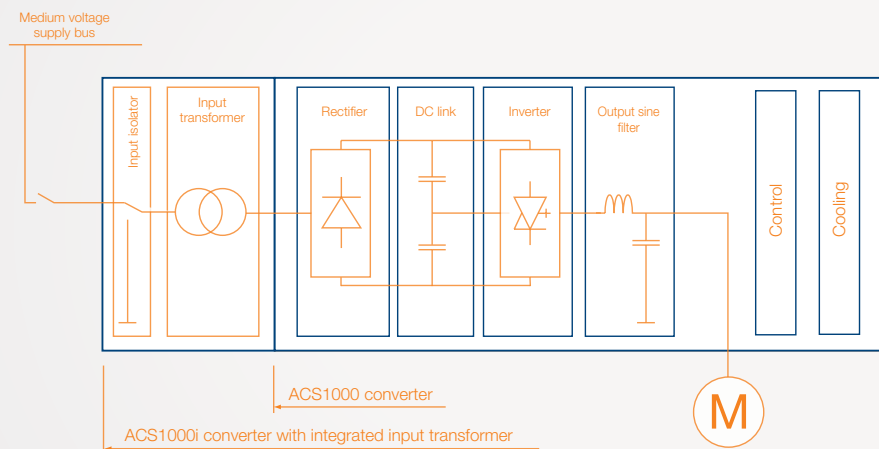 Medium voltage
supply bus
Input isolator
Input
transformer
Rectifier
DC link
Inverter
Output sine
filter
Control
Cooling
ACS1000 converter
M
ACS1000i converter with integrated input transformer